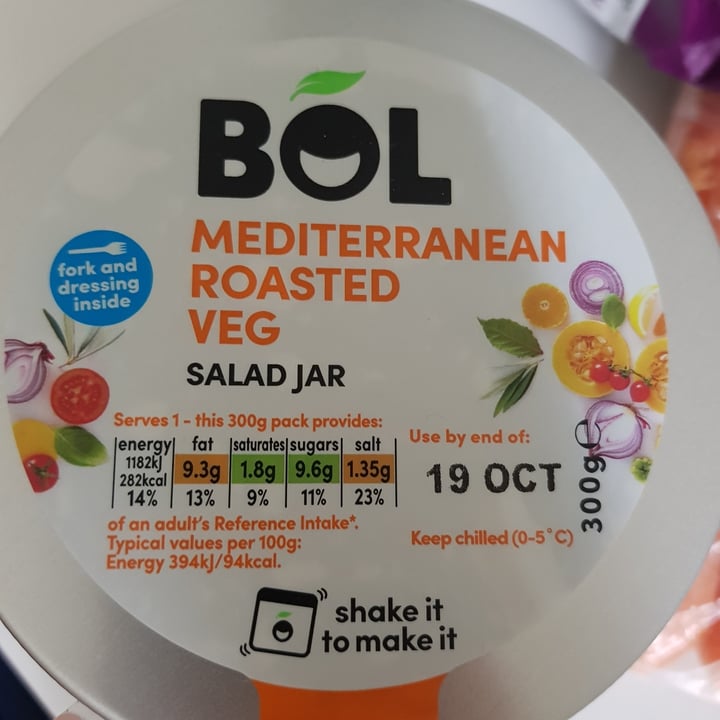 BOL
MEDITERRANEAN
ROASTED
VEG
SALAD JAR
fork and
dressing
inside
Serves 1 - this 300g pack provides:
energy fat saturates sugars salt
1182kJ
282kcal 9.3g 1.8g 9.6g 1.35g
14% 13% 9% 11% 23%
of an adult's Reference Intake*.
Typical values per 100g:
Energy 394kJ/94kcal.
Use by end of:
19 OCT
Keep chilled (0-5°C)
300g℮
shake it
to make it